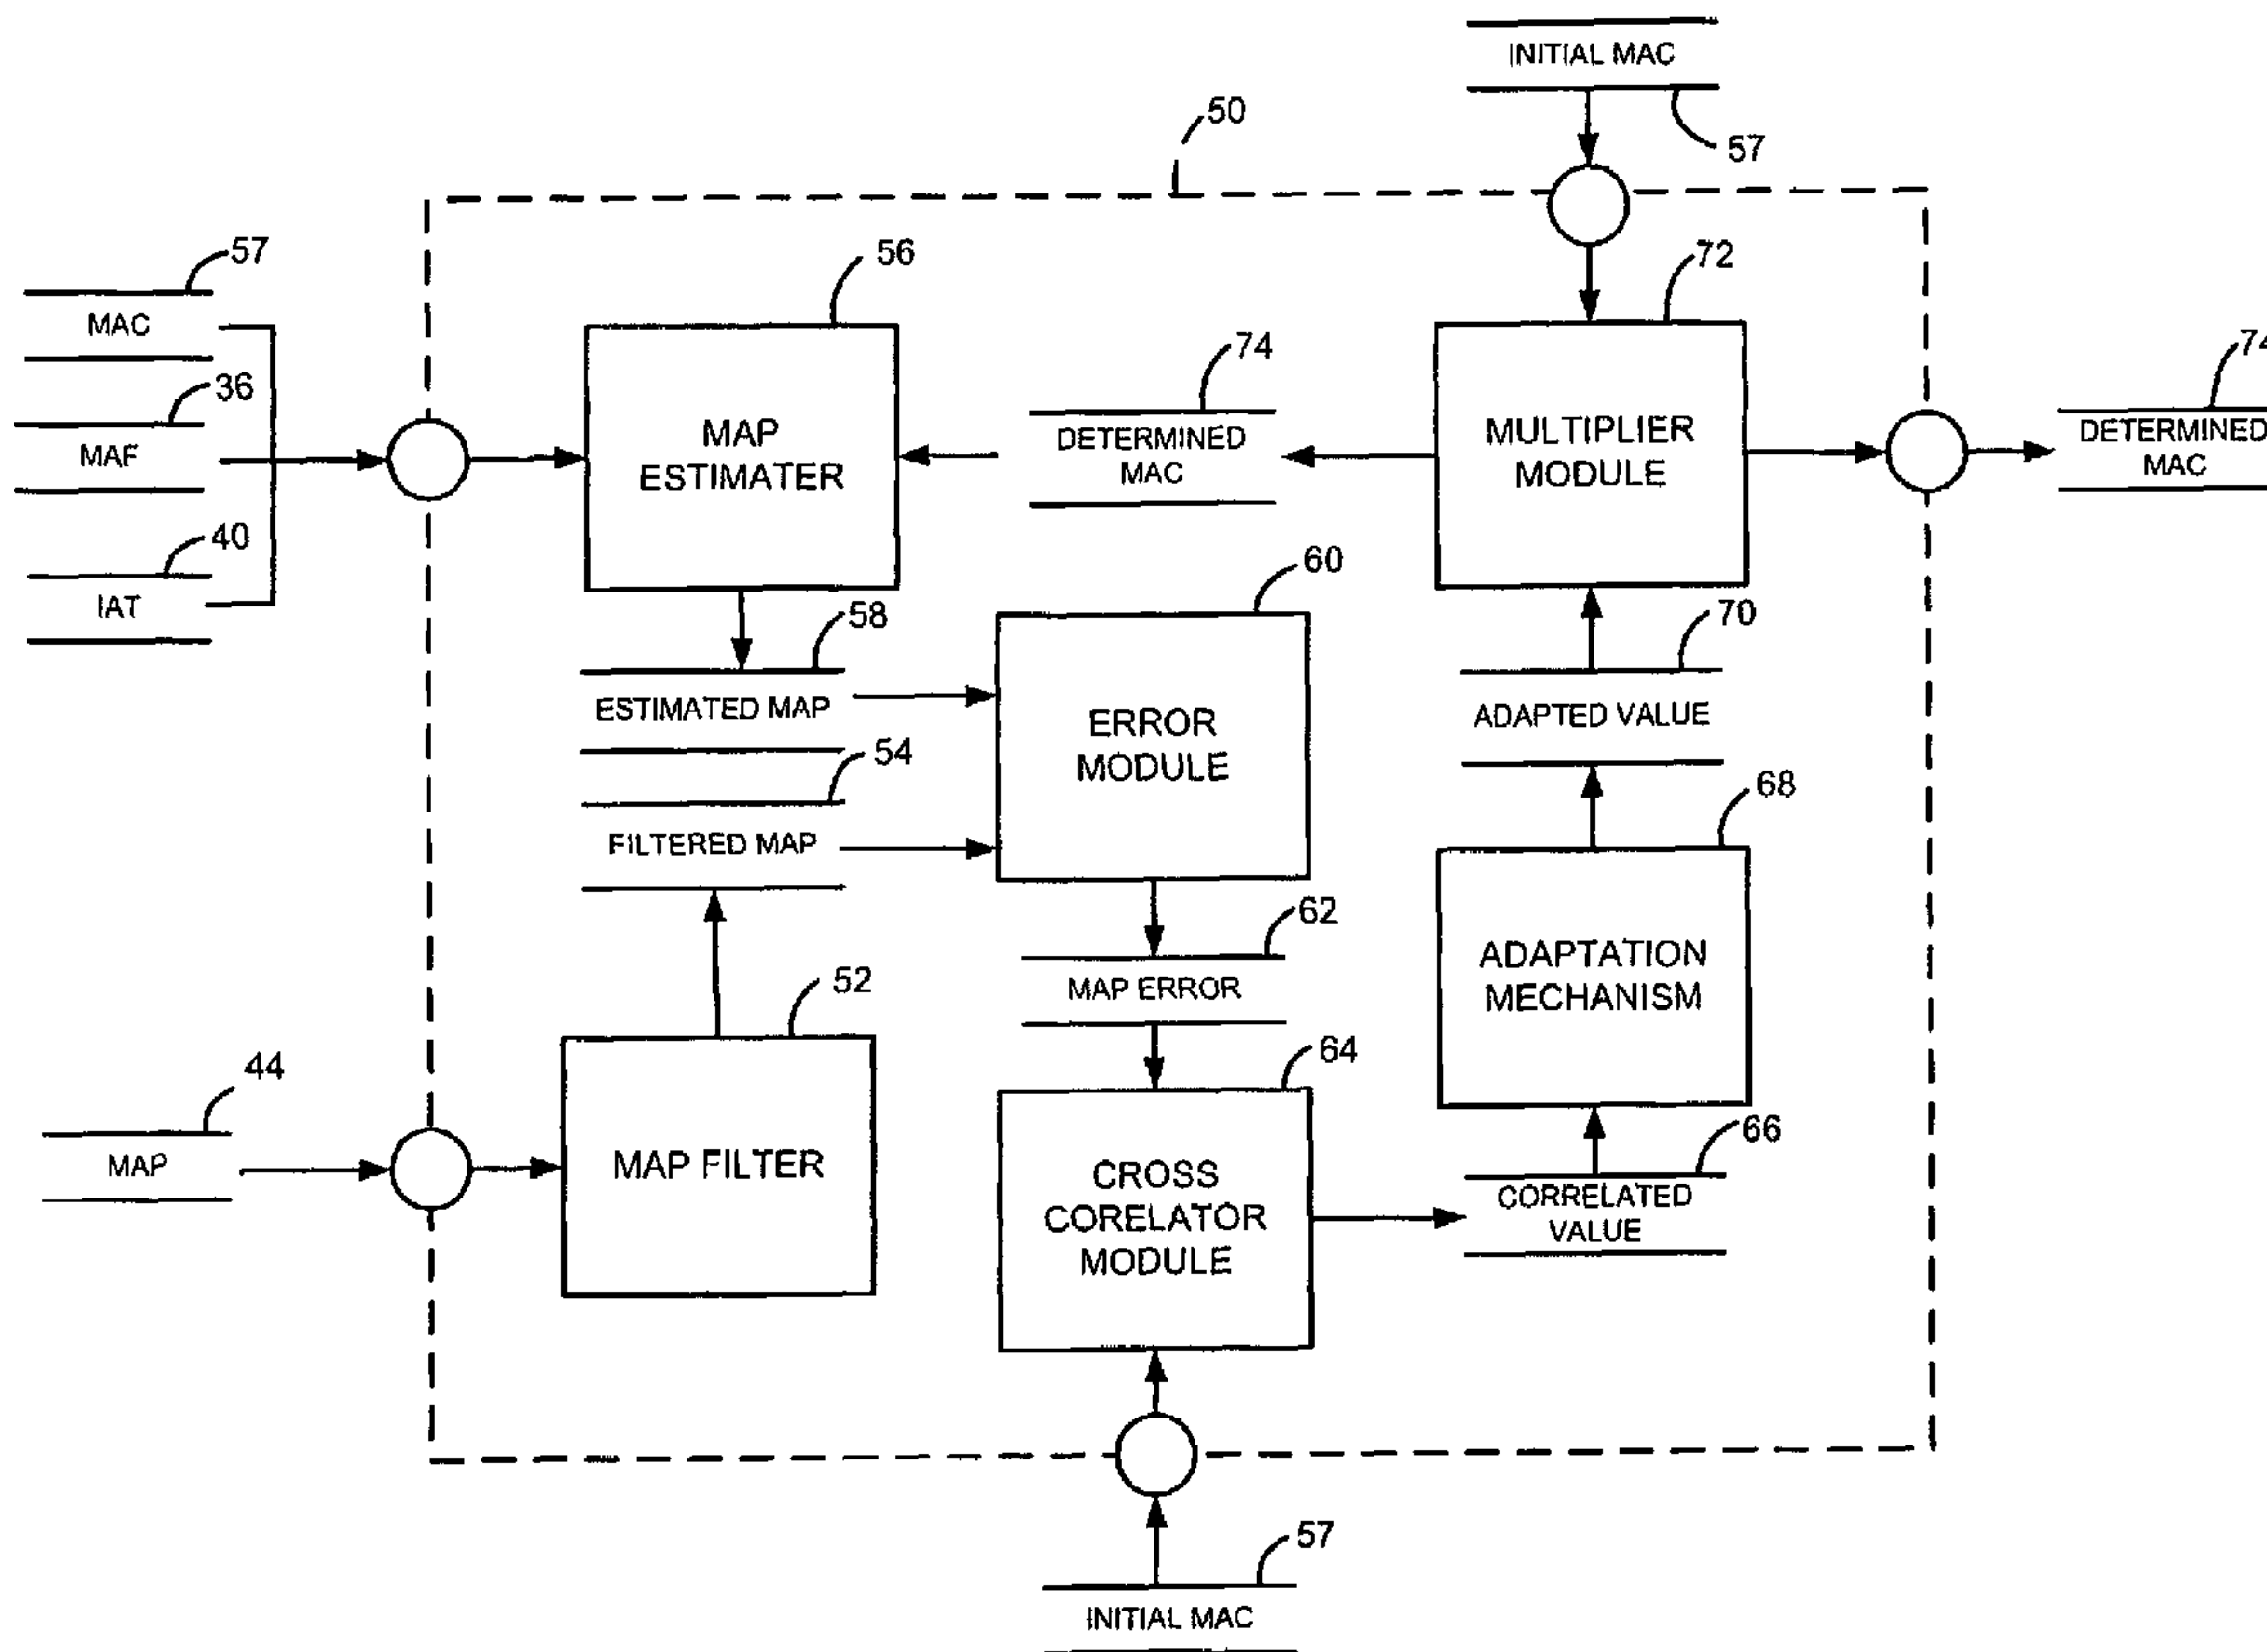 INITIAL MAC
57
50
57
MAC
36
MAF
40
IAT
56
MAP
ESTIMATER
74
DETERMINED
MAC
72
MULTIPLIER
MODULE
74
DETERMINED
MAC
58
ESTIMATED MAP
54
FILTERED MAP
60
ERROR
MODULE
70
ADAPTED VALUE
62
MAP ERROR
68
ADAPTATION
MECHANISM
44
MAP
52
MAP FILTER
64
CROSS
CORELATOR
MODULE
66
CORRELATED
VALUE
57
INITIAL MAC